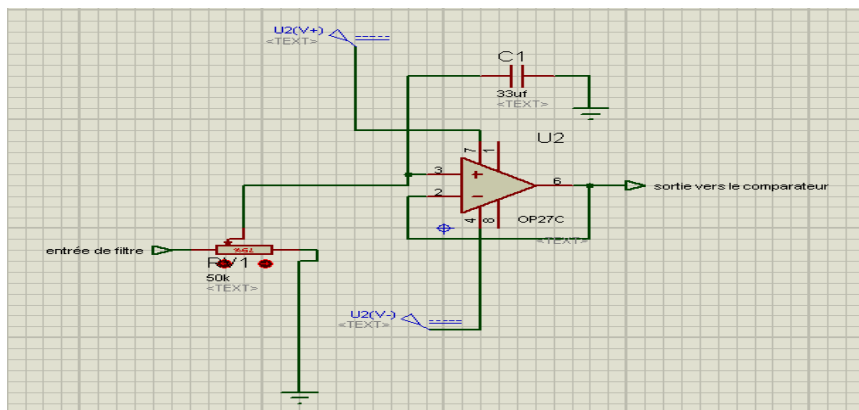 U2(V+)
<TEXT>
C1
33uf
<TEXT>
U2
7
1
3
+
6
sortie vers le comparateur
2
-
4
8
OP27C
<TEXT>
entrée de filtre
RV1
50k
<TEXT>
U2(V-)
<TEXT>